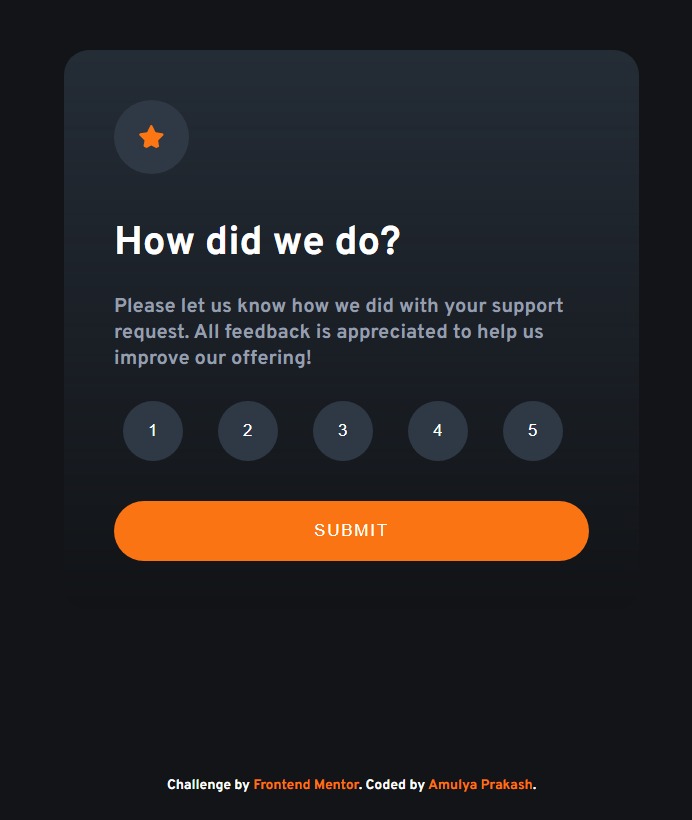 How did we do?
Please let us know how we did with your support
request. All feedback is appreciated to help us
improve our offering!
1 2 3 4 5
SUBMIT
Challenge by Frontend Mentor. Coded by Amulya Prakash.